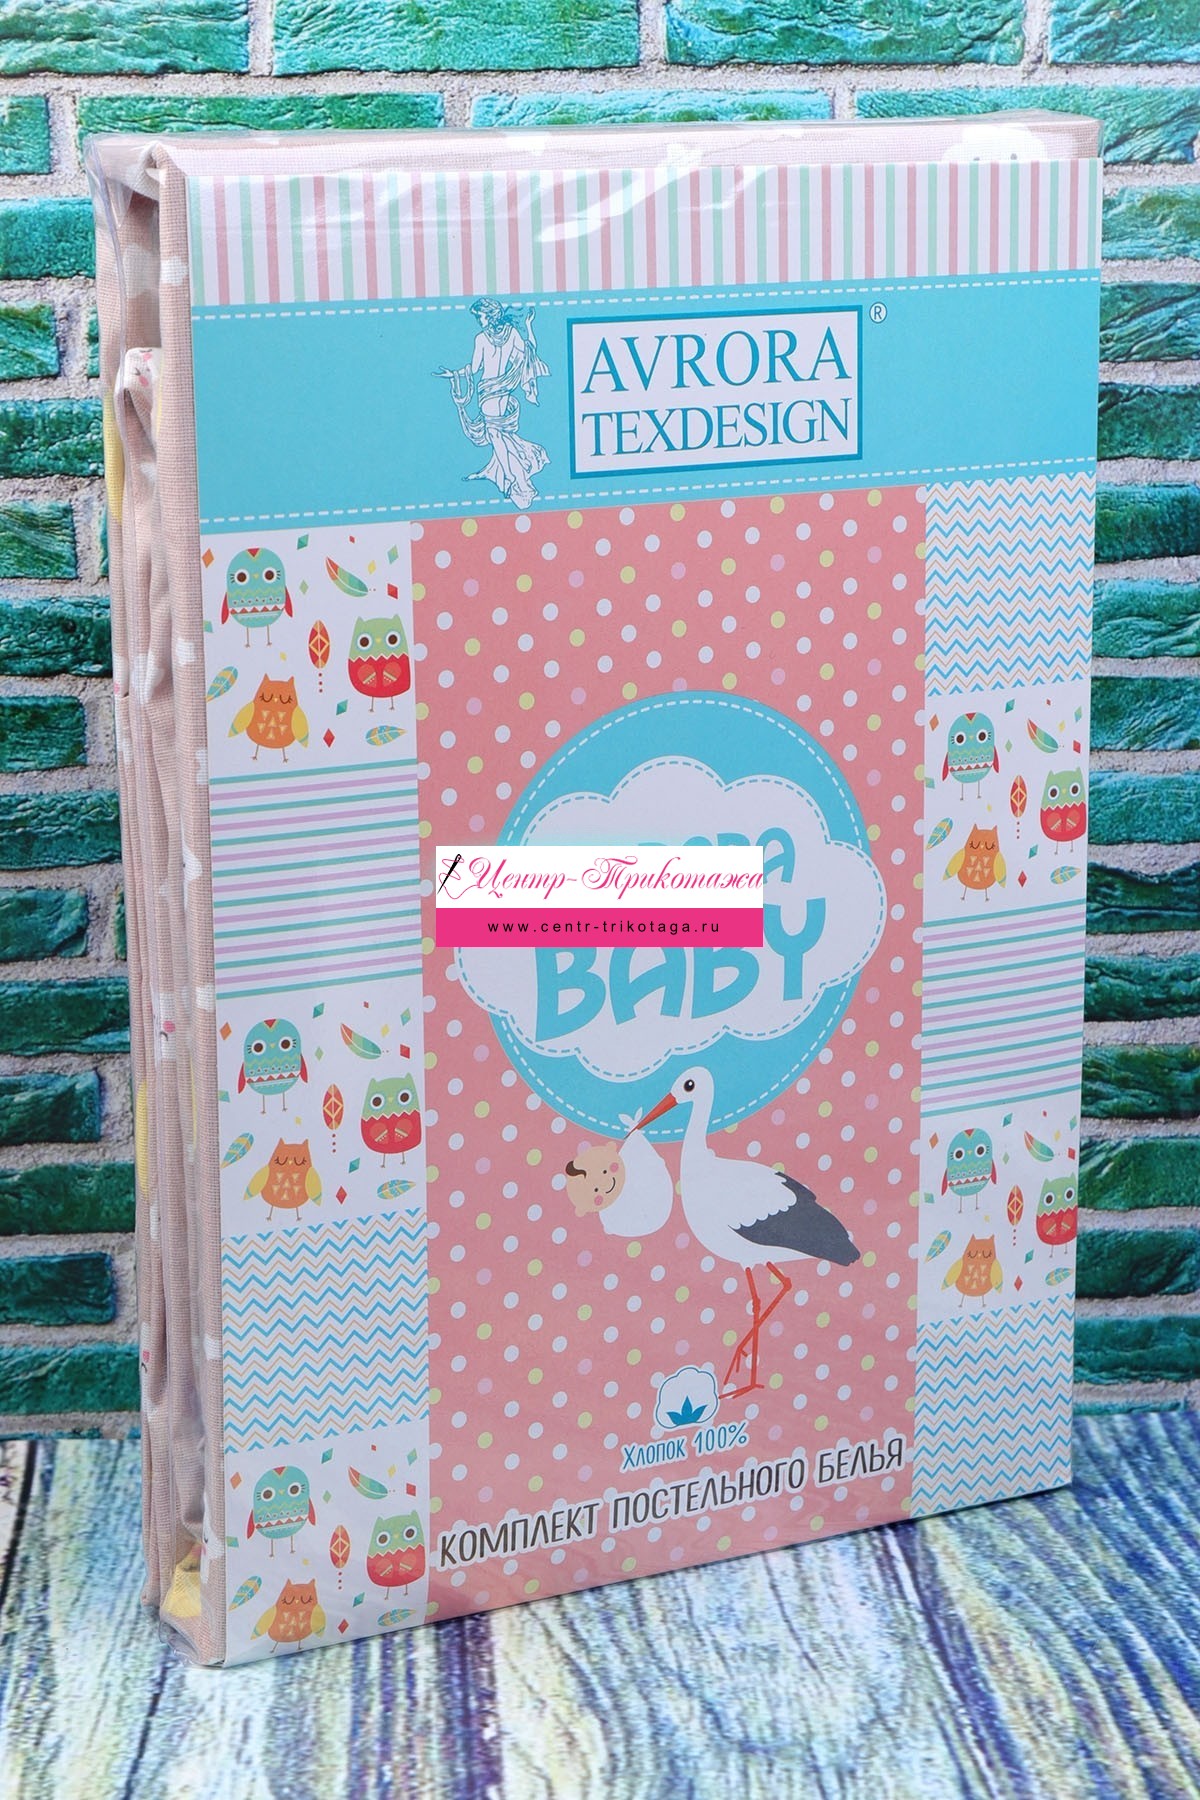 AVRORA
TEXDESIGN
®
Центр-Трикотажа
www.centr-trikotaga.ru
BABY
Хлопок 100%
КОМПЛЕКТ ПОСТЕЛЬНОГО БЕЛЬЯ